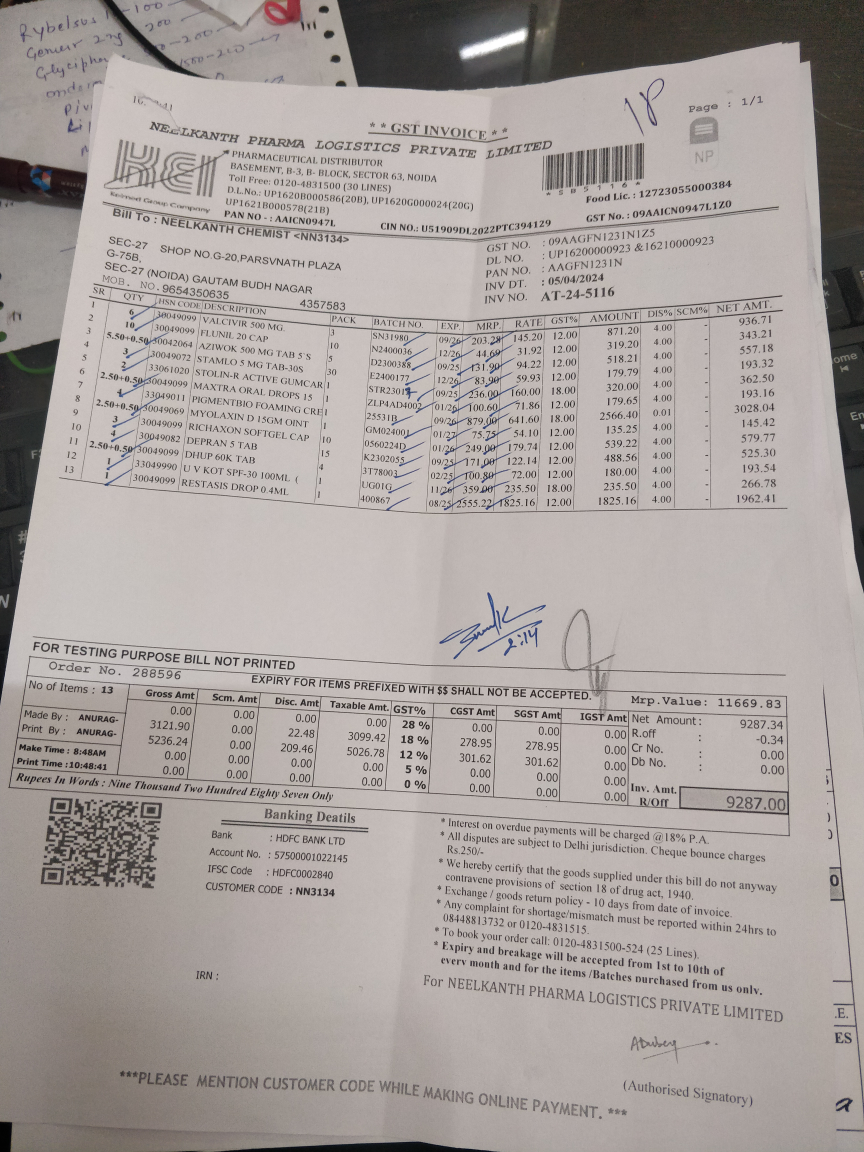 Rybelsus
-100
-200
** GST INVOICE **
18
Page : 1/1
NEELKANTH PHARMA LOGISTICS PRIVATE LIMITED
PHARMACEUTICAL DISTRIBUTOR
BASEMENT, B-3, B- BLOCK, SECTOR 63, NOIDA
Toll Free: 0120-4831500 (30 LINES)
D.L.No.: UP1620B000586(20B), UP1620G000024(20G)
UP1621B000578(21B)
PAN NO - : AAICN0947L
CIN NO.: U51909DL2022PTC394129
KEI
Keimed Group Company
*SB5116*
NP
Food Lic. : 12723055000384
GST No. : 09AAICN0947L1Z0
Bill To : NEELKANTH CHEMIST <NN3134>
SEC-27 SHOP NO.G-20,PARSVNATH PLAZA
G-75B,
SEC-27 (NOIDA) GAUTAM BUDH NAGAR
MOB. NO.9654350635 4357583
GST NO. : 09AAGFN1231N1Z5
DL NO. : UP16200000923 &16210000923
PAN NO. : AAGFN1231N
INV DT. : 05/04/2024
INV NO. AT-24-5116
SR QTY HSN CODE DESCRIPTION PACK BATCH NO. EXP. MRP. RATE GST% AMOUNT DIS% SCM% NET AMT.
1 6 30049099 VALCIVIR 500 MG. 3 SN31980 09/26 203.28 145.20 12.00 871.20 4.00 - 936.71
2 10 30049099 FLUNIL 20 CAP 10 N2400036 12/26 44.69 31.92 12.00 319.20 4.00 - 343.21
3 5.50+0.50 30042064 AZIWOK 500 MG TAB 5`S 5 D2300388 09/25 131.90 94.22 12.00 518.21 4.00 - 557.18
4 3 30049072 STAMLO 5 MG TAB-30S 30 E2400177 12/26 83.90 59.93 12.00 179.79 4.00 - 193.32
5 2 33061020 STOLIN-R ACTIVE GUMCAR 1 09/25 236.00 160.00 18.00 320.00 4.00 - 362.50
6 2.50+0.50 30049099 MAXTRA ORAL DROPS 15 1 ZLP4AD4002 01/26 100.60 71.86 12.00 179.65 4.00 - 193.16
7 4 33049011 PIGMENTBIO FOAMING CRE 1 25531B 09/26 879.00 641.60 18.00 2566.40 0.01 - 3028.04
8 2.50+0.50 30049069 MYOLAXIN D 15GM OINT 1 GM024001 01/27 75.75 54.10 12.00 135.25 4.00 - 145.42
9 3 30049099 RICHAXON SOFTGEL CAP 10 0560224D 01/26 249.00 179.74 12.00 539.22 4.00 - 579.77
10 4 30049082 DEPRAN 5 TAB 15 K2302055 09/25 171.00 122.14 12.00 488.56 4.00 - 525.30
11 2.50+0.50 30049099 DHUP 60K TAB 4 3T78003 02/25 100.80 72.00 12.00 180.00 4.00 - 193.54
12 1 33049990 U V KOT SPF-30 100ML ( 1 UG01G 11/26 359.00 235.50 18.00 235.50 4.00 - 266.78
13 1 30049099 RESTASIS DROP 0.4ML 1 400867 08/25 2555.22 1825.16 12.00 1825.16 4.00 - 1962.41
2:14
FOR TESTING PURPOSE BILL NOT PRINTED
Order No. 288596 EXPIRY FOR ITEMS PREFIXED WITH $$ SHALL NOT BE ACCEPTED. Mrp.Value: 11669.83
No of Items : 13 Gross Amt Scm. Amt Disc. Amt Taxable Amt. GST% CGST Amt SGST Amt IGST Amt
0.00 0.00 0.00 0.00 28 % 0.00 0.00 0.00
Made By : ANURAG- 3121.90 0.00 22.48 3099.42 18 % 278.95 278.95 0.00
Print By : ANURAG- 5236.24 0.00 209.46 5026.78 12 % 301.62 301.62 0.00
Make Time : 8:48AM 0.00 0.00 0.00 0.00 5 % 0.00 0.00 0.00
Print Time :10:48:41 0.00 0.00 0.00 0.00 0 % 0.00 0.00 0.00
Net Amount: 9287.34
R.off : -0.34
Cr No. : 0.00
Db No. : 0.00
Inv. Amt. R/Off 9287.00
Rupees In Words : Nine Thousand Two Hundred Eighty Seven Only
Banking Deatils
Bank : HDFC BANK LTD
Account No. : 57500001022145
IFSC Code : HDFC0002840
CUSTOMER CODE : NN3134
IRN :
* Interest on overdue payments will be charged @18% P.A.
* All disputes are subject to Delhi jurisdiction. Cheque bounce charges
Rs.250/-
* We hereby certify that the goods supplied under this bill do not anyway
contravene provisions of section 18 of drug act, 1940.
* Exchange / goods return policy - 10 days from date of invoice.
* Any complaint for shortage/mismatch must be reported within 24hrs to
08448813732 or 0120-4831515.
* To book your order call: 0120-4831500-524 (25 Lines).
* Expiry and breakage will be accepted from 1st to 10th of
every month and for the items /Batches purchased from us only.
For NEELKANTH PHARMA LOGISTICS PRIVATE LIMITED
(Authorised Signatory)
***PLEASE MENTION CUSTOMER CODE WHILE MAKING ONLINE PAYMENT. ***